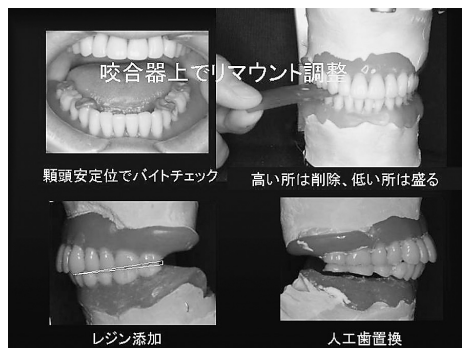 咬合器上でリマウント調整
顆頭安定位でバイトチェック
高い所は削除、低い所は盛る
レジン添加
人工歯置換